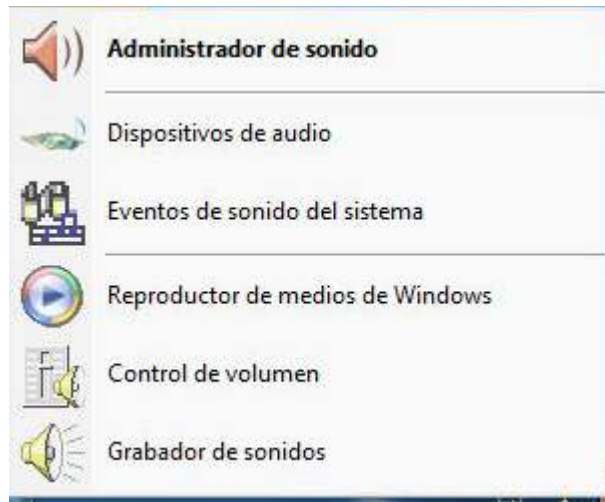 Administrador de sonido
Dispositivos de audio
Eventos de sonido del sistema
Reproductor de medios de Windows
Control de volumen
Grabador de sonidos